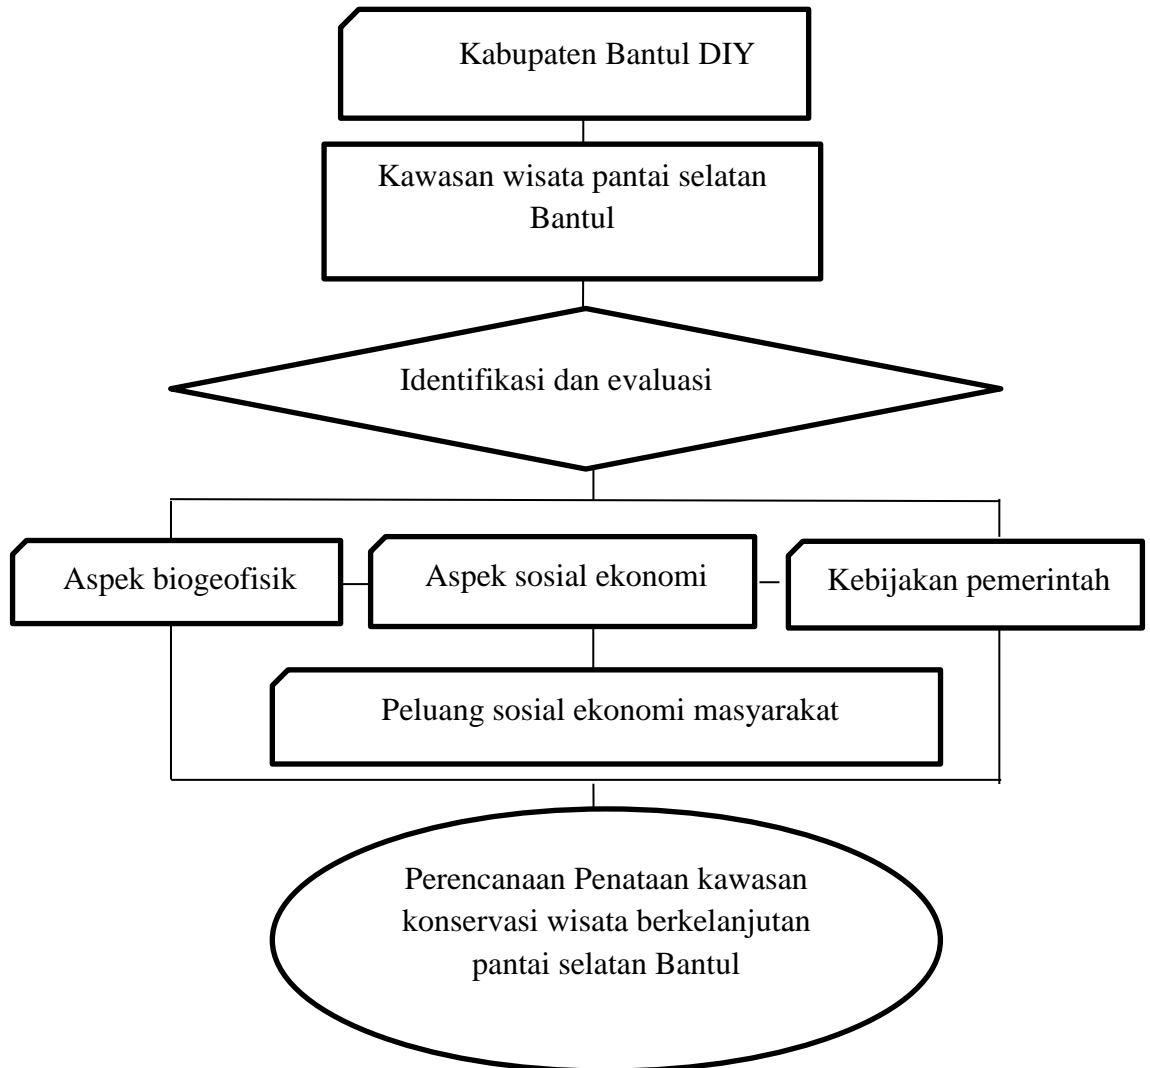 Kabupaten Bantul DIY
Kawasan wisata pantai selatan
Bantul
Identifikasi dan evaluasi
Aspek biogeofisik
Aspek sosial ekonomi
Kebijakan pemerintah
Peluang sosial ekonomi masyarakat
Perencanaan Penataan kawasan
konservasi wisata berkelanjutan
pantai selatan Bantul